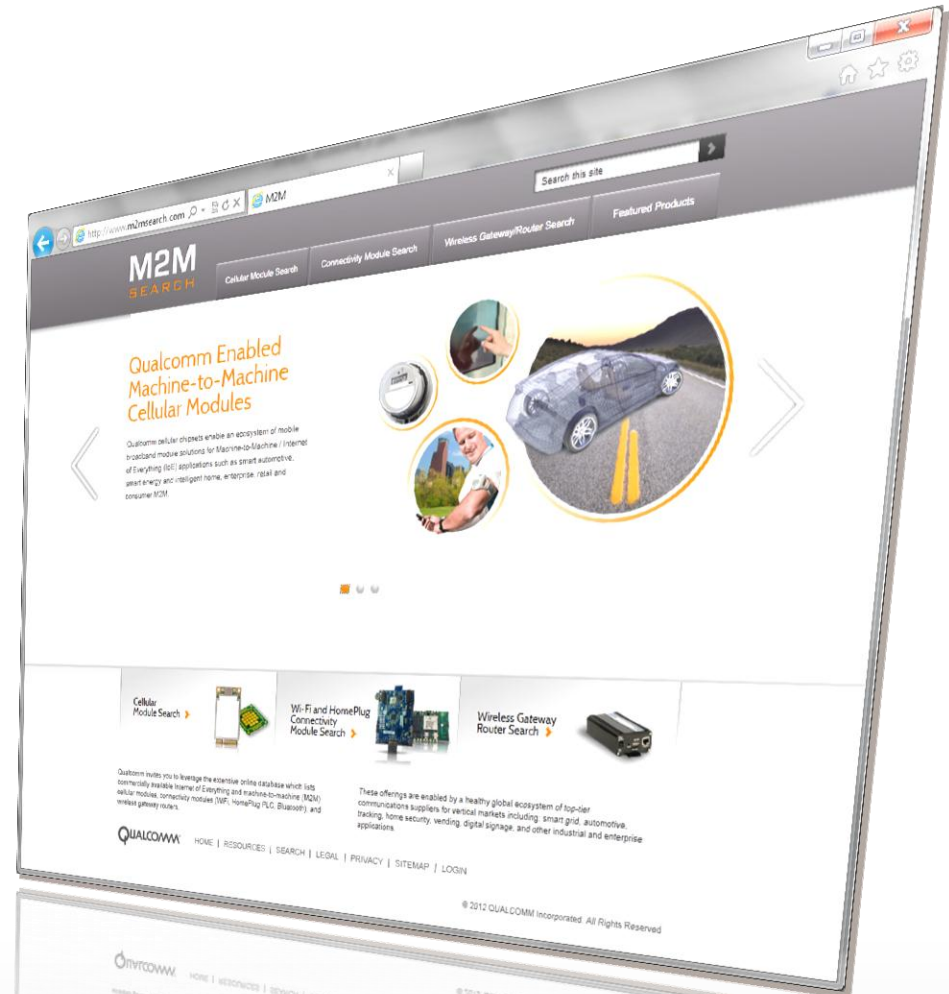 http://www.m2msearch.com
M2M
Search this site
M2M
SEARCH
Cellular Module Search
Connectivity Module Search
Wireless Gateway/Router Search
Featured Products
Qualcomm Enabled
Machine-to-Machine
Cellular Modules
Qualcomm cellular chipsets enable an ecosystem of mobile
broadband module solutions for Machine-to-Machine / Internet
of Everything (IoE) applications such as smart automotive,
smart energy and intelligent home, enterprise, retail and
consumer M2M.
Cellular
Module Search
Wi-Fi and HomePlug
Connectivity
Module Search
Wireless Gateway
Router Search
Qualcomm invites you to leverage the extensive online database which lists
commercially available Internet of Everything and machine-to-machine (M2M)
cellular modules, connectivity modules (WiFi, HomePlug PLC, Bluetooth), and
wireless gateway routers.
These offerings are enabled by a healthy global ecosystem of top-tier
communications suppliers for vertical markets including: smart grid, automotive,
tracking, home security, vending, digital signage, and other industrial and enterprise
applications.
QUALCOMM HOME | RESOURCES | SEARCH | LEGAL | PRIVACY | SITEMAP | LOGIN
© 2012 QUALCOMM Incorporated. All Rights Reserved